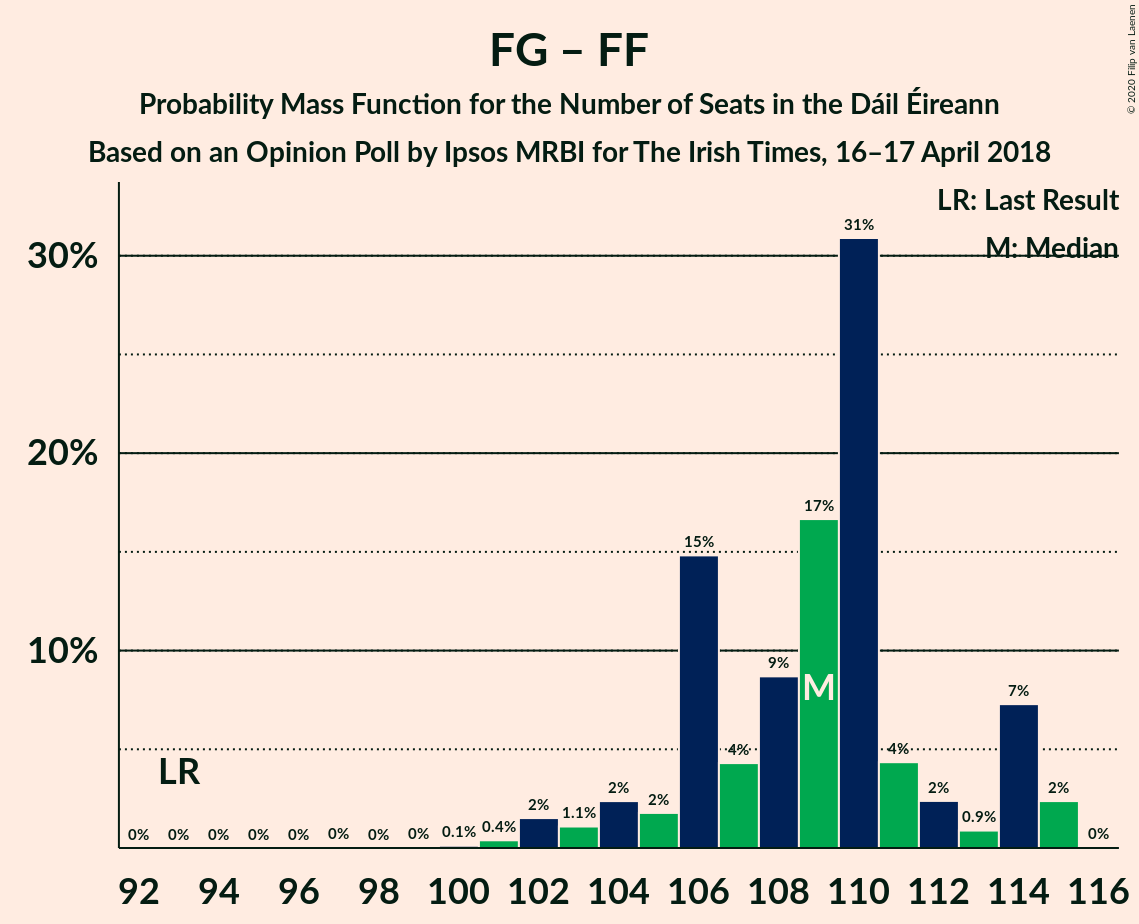 FG – FF
Probability Mass Function for the Number of Seats in the Dáil Éireann
Based on an Opinion Poll by Ipsos MRBI for The Irish Times, 16–17 April 2018
© 2020 Filip van Laenen
LR: Last Result
M: Median
30%
20%
10%
0% 0% 0% 0% 0% 0% 0% 0% 0.1% 0.4% 2% 1.1% 2% 2% 15% 4% 9% 17% 31% 4% 2% 0.9% 7% 2% 0%
LR
M
92 94 96 98 100 102 104 106 108 110 112 114 116